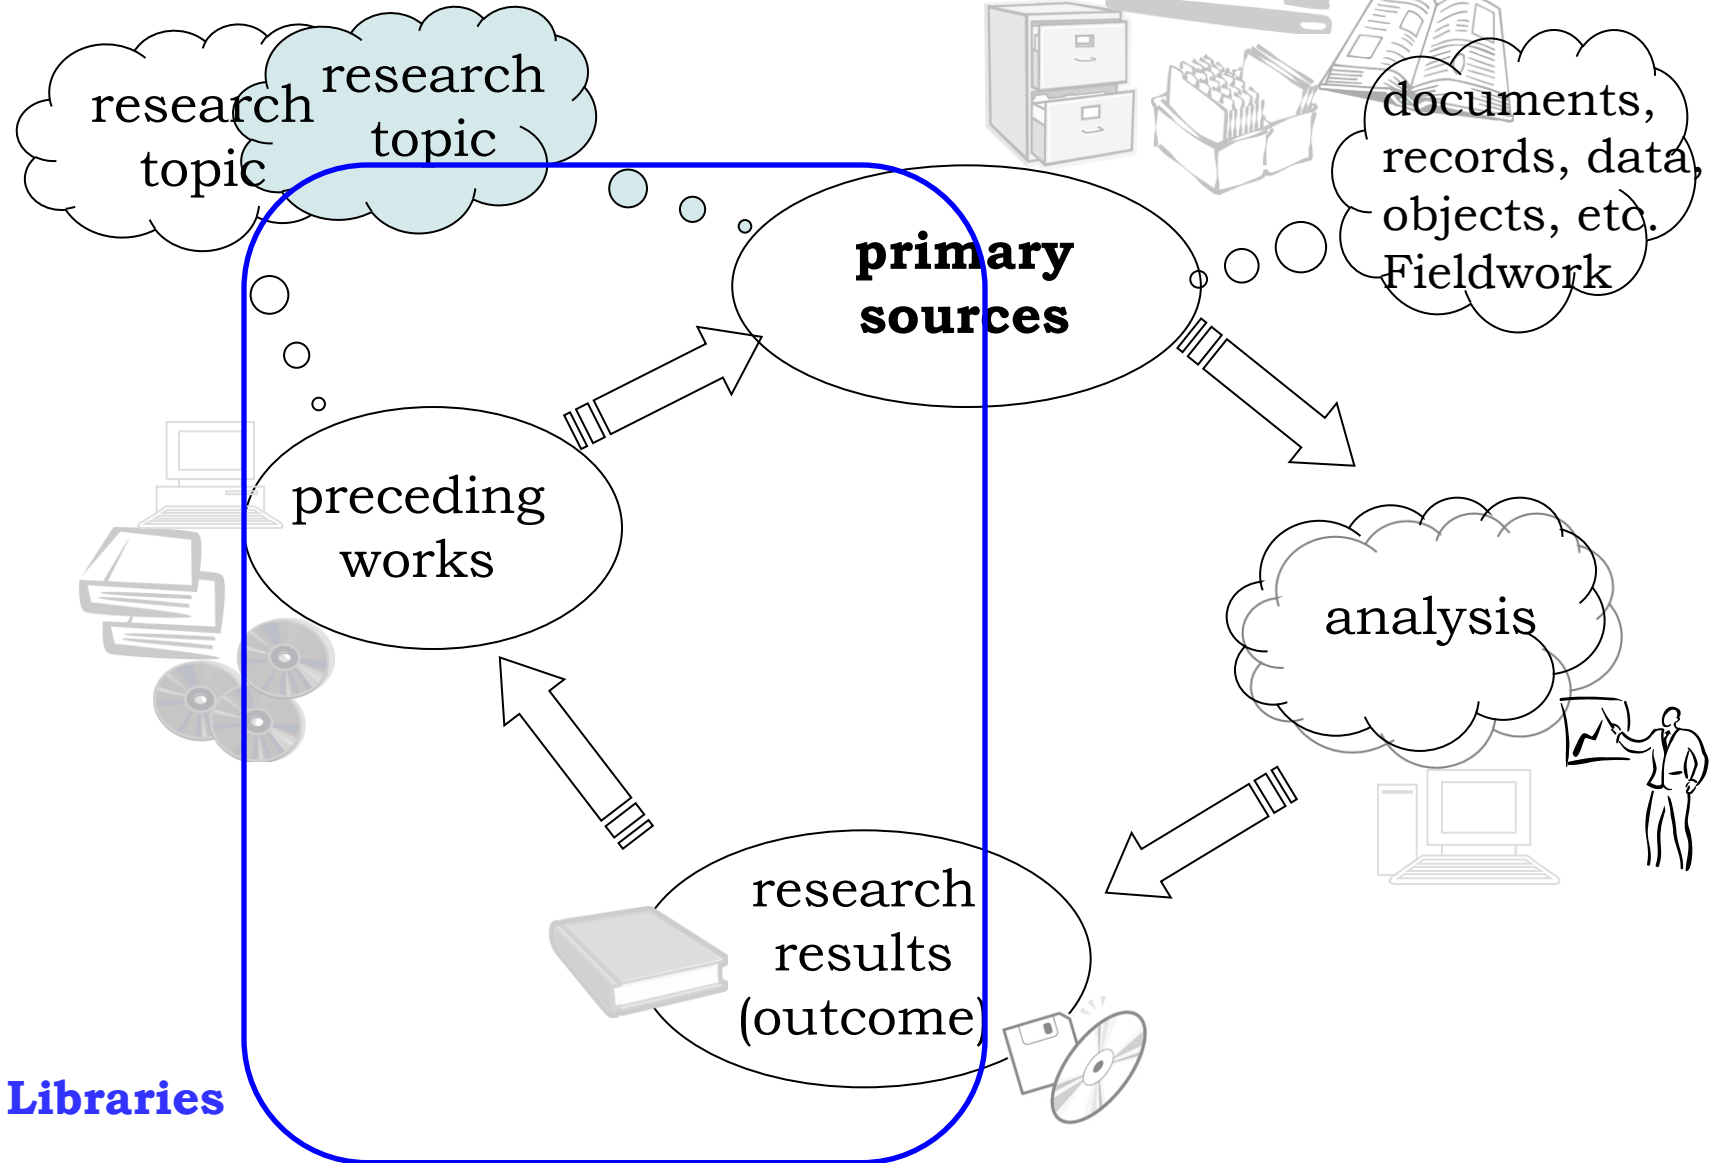 research
topic
research
topic
documents,
records, data,
objects, etc.
Fieldwork
primary
sources
preceding
works
analysis
research
results
(outcome)
Libraries